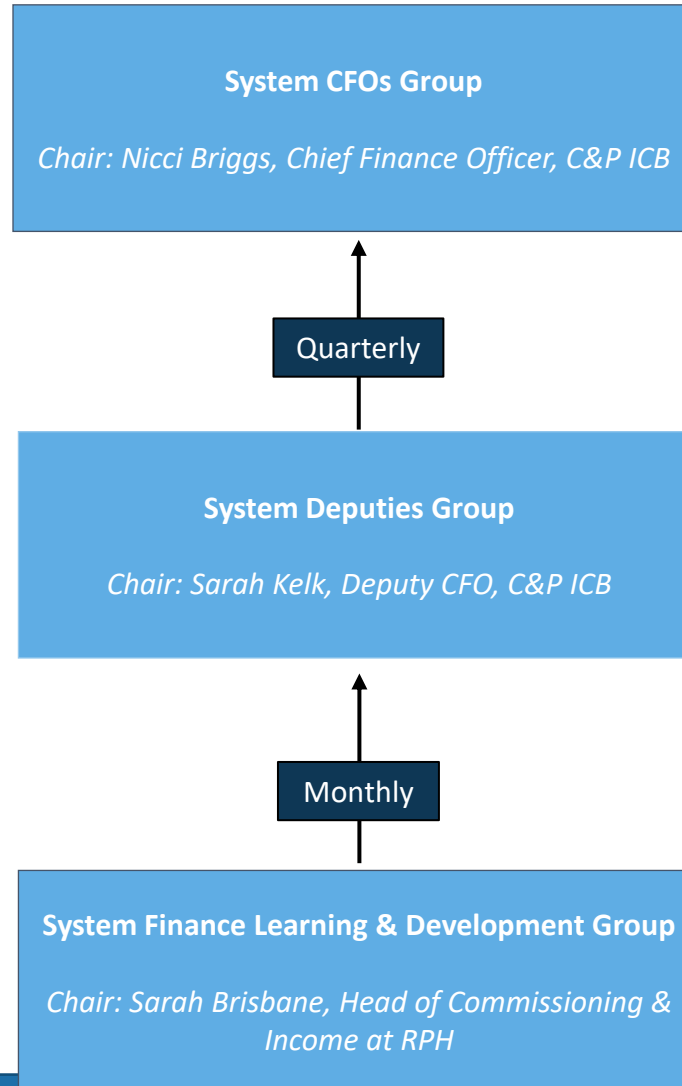 System CFOs Group
Chair: Nicci Briggs, Chief Finance Officer, C&P ICB
Quarterly
System Deputies Group
Chair: Sarah Kelk, Deputy CFO, C&P ICB
Monthly
System Finance Learning & Development Group
Chair: Sarah Brisbane, Head of Commissioning &
Income at RPH